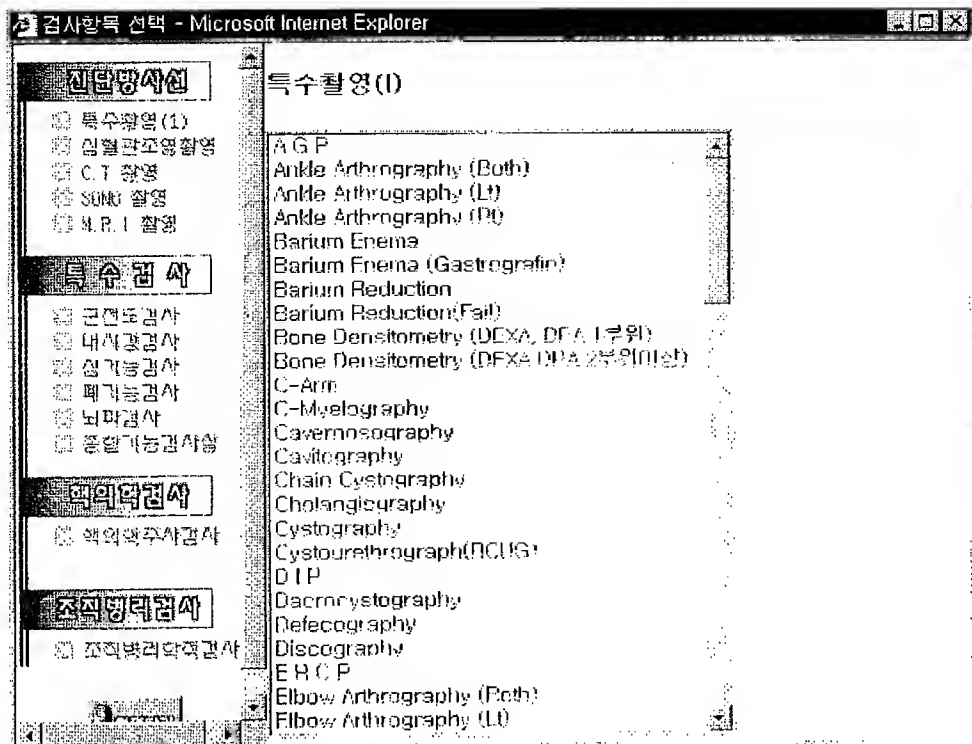 검사항목 선택 - Microsoft Internet Explorer
진단방사선
특수촬영(1)
심혈관조영촬영
C.T 촬영
SONO 촬영
M.R.I 촬영
특수검사
근전도검사
내시경검사
심기능검사
폐기능검사
뇌파검사
종합기능검사실
핵의학검사
핵의학주사검사
조직병리검사
조직병리학적검사
특수촬영(I)
A G P
Ankle Arthrography (Both)
Ankle Arthrography (Lt)
Ankle Arthrography (Rt)
Barium Enema
Barium Enema (Gastrografin)
Barium Reduction
Barium Reduction(Fail)
Bone Densitometry (DEXA, DPA 1부위)
Bone Densitometry (DEXA DPA 2부위이상)
C-Arm
C-Myelography
Cavernosography
Cavitography
Chain Cystography
Cholangiography
Cystography
Cystourethrograph(RCUG)
D I P
Dacrocystography
Defecography
Discography
E R C P
Elbow Arthrography (Both)
Elbow Arthrography (Lt)